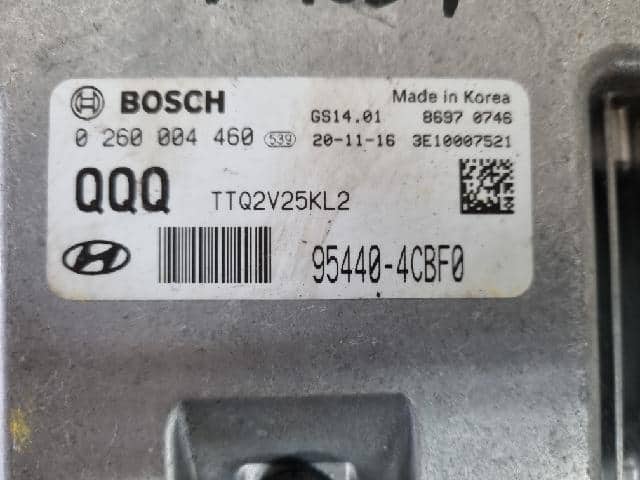 BOSCH
Made in Korea
GS14.01 8697 0746
0 260 004 460 539 20-11-16 3E10007521
QQQ TTQ2V25KL2
95440-4CBF0